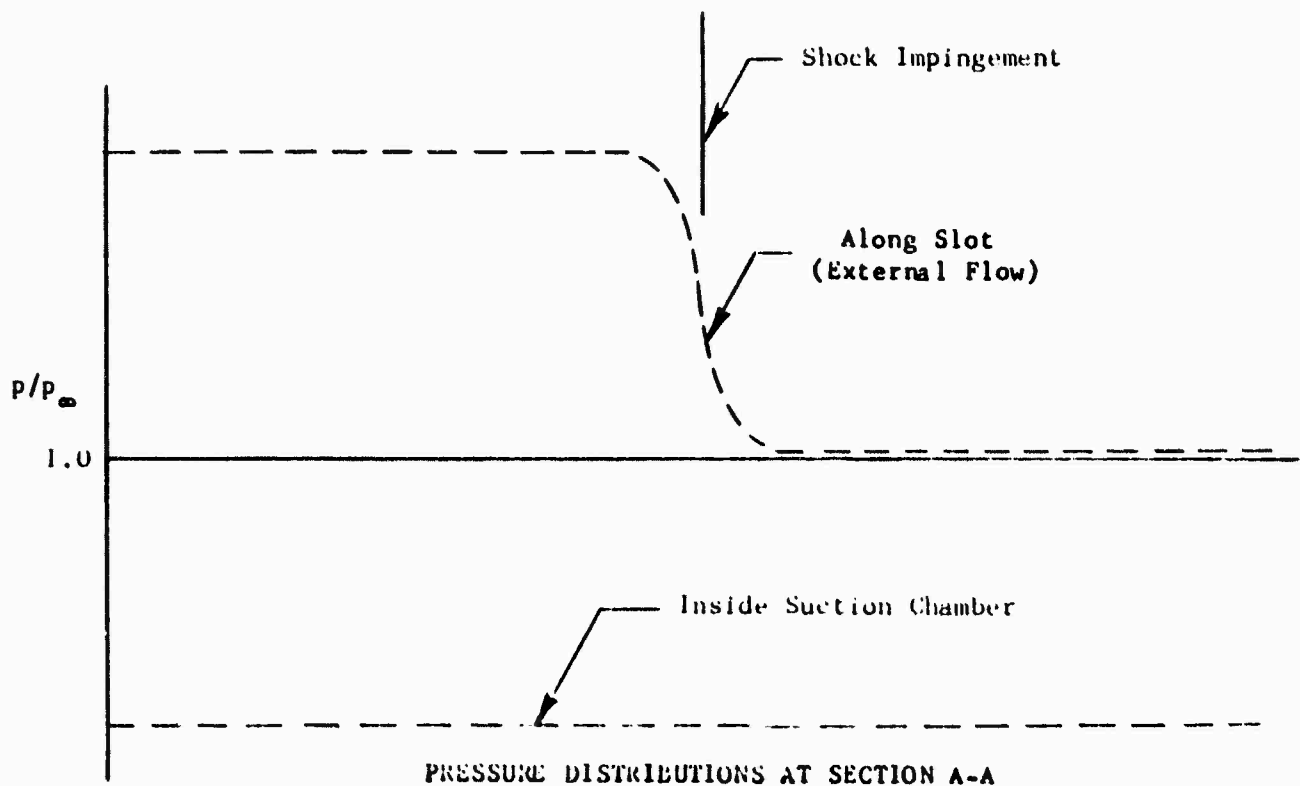 Shock Impingement
Along Slot
(External Flow)
p/p∞
1.0
Inside Suction Chamber
PRESSURE DISTRIBUTIONS AT SECTION A-A